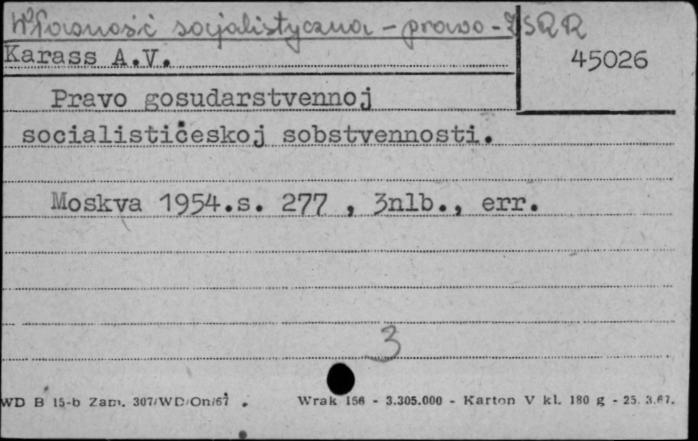 Własność socjalistyczna - prawo - ZSRR
Karass A.V.
45026
Pravo gosudarstvennoj
socialističeskoj sobstvennosti.
Moskva 1954.s. 277 , 3nlb., err.
3
WD B 15-b Zam. 307/WD/On/67 . Wrak 156 - 3.305.000 - Karton V kl. 180 g - 25. 3.67.